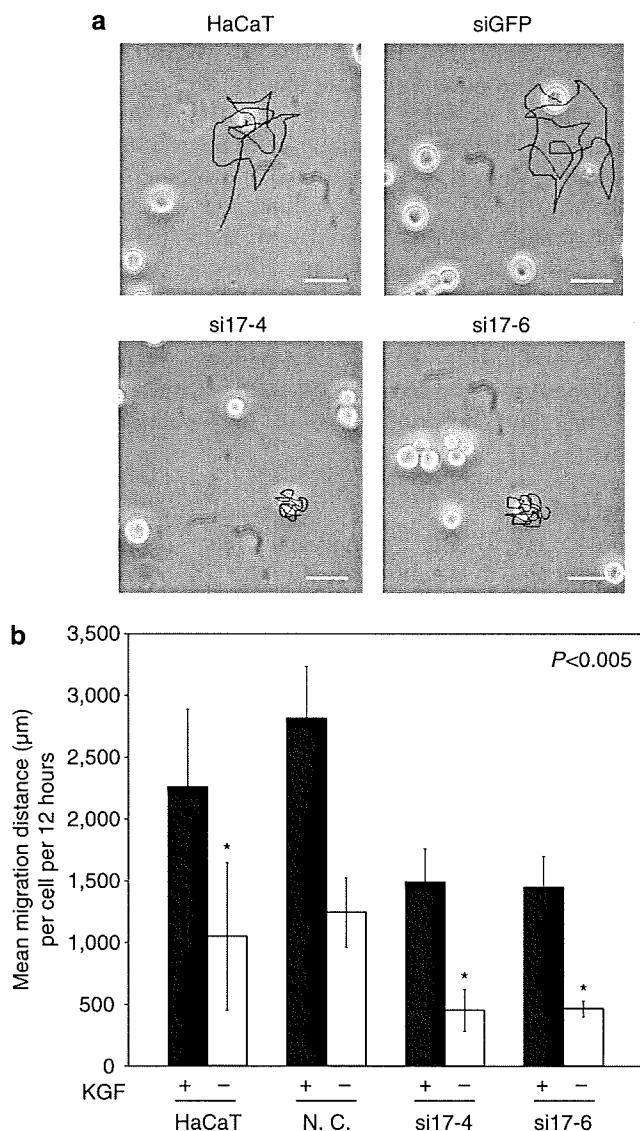 a
HaCaT siGFP
si17-4 si17-6
b
3,500
3,000
2,500
2,000
1,500
1,000
500
0
Mean migration distance (µm)
per cell per 12 hours
P<0.005
*
*
*
KGF + – + – + – + –
HaCaT N. C. si17-4 si17-6